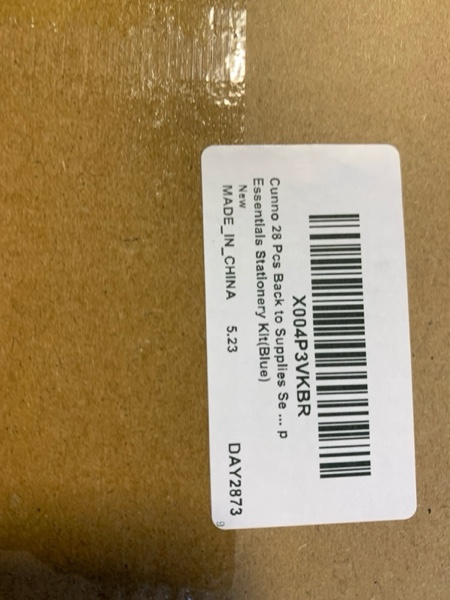 X004P3VKBR
Cunno 28 Pcs Back to Supplies Se ... p
Essentials Stationery Kit(Blue)
New
MADE_IN_CHINA 5.23 DAY2873